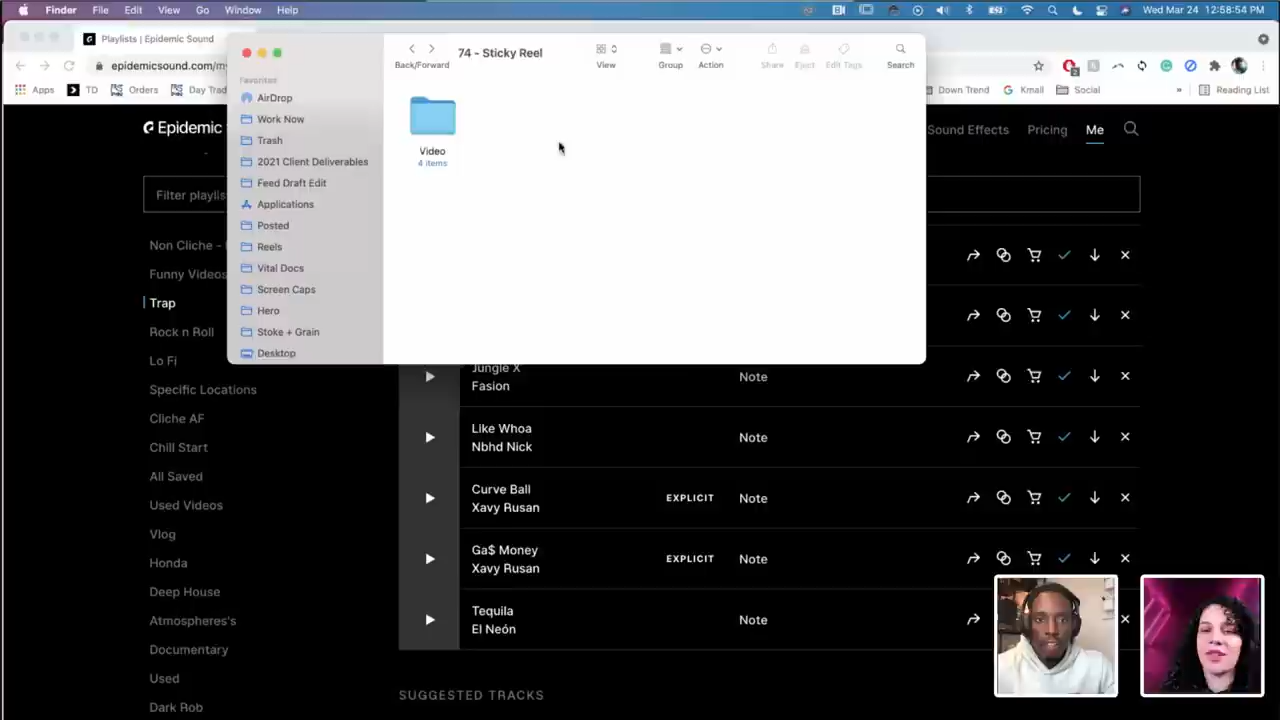 Finder File Edit View Go Window Help Wed Mar 24 12:58:54 PM
Playlists | Epidemic Sound
epidemicsound.com/my
Apps TD Orders Day Trad Down Trend Kmail Social » Reading List
74 - Sticky Reel
Back/Forward View Group Action Share Eject Edit Tags Search
Favorites
AirDrop
Work Now
Trash
2021 Client Deliverables
Feed Draft Edit
Applications
Posted
Reels
Vital Docs
Screen Caps
Hero
Stoke + Grain
Desktop
Video
4 items
Epidemic Sound Effects Pricing Me
Filter playlis
Non Cliche -
Funny Videos
Trap
Rock n Roll
Lo Fi
Specific Locations
Cliche AF
Chill Start
All Saved
Used Videos
Vlog
Honda
Deep House
Atmospheres's
Documentary
Used
Dark Rob
Jungle X
Fasion
Note
Like Whoa
Nbhd Nick
Note
Curve Ball
Xavy Rusan
EXPLICIT Note
Ga$ Money
Xavy Rusan
EXPLICIT Note
Tequila
El Neón
Note
SUGGESTED TRACKS